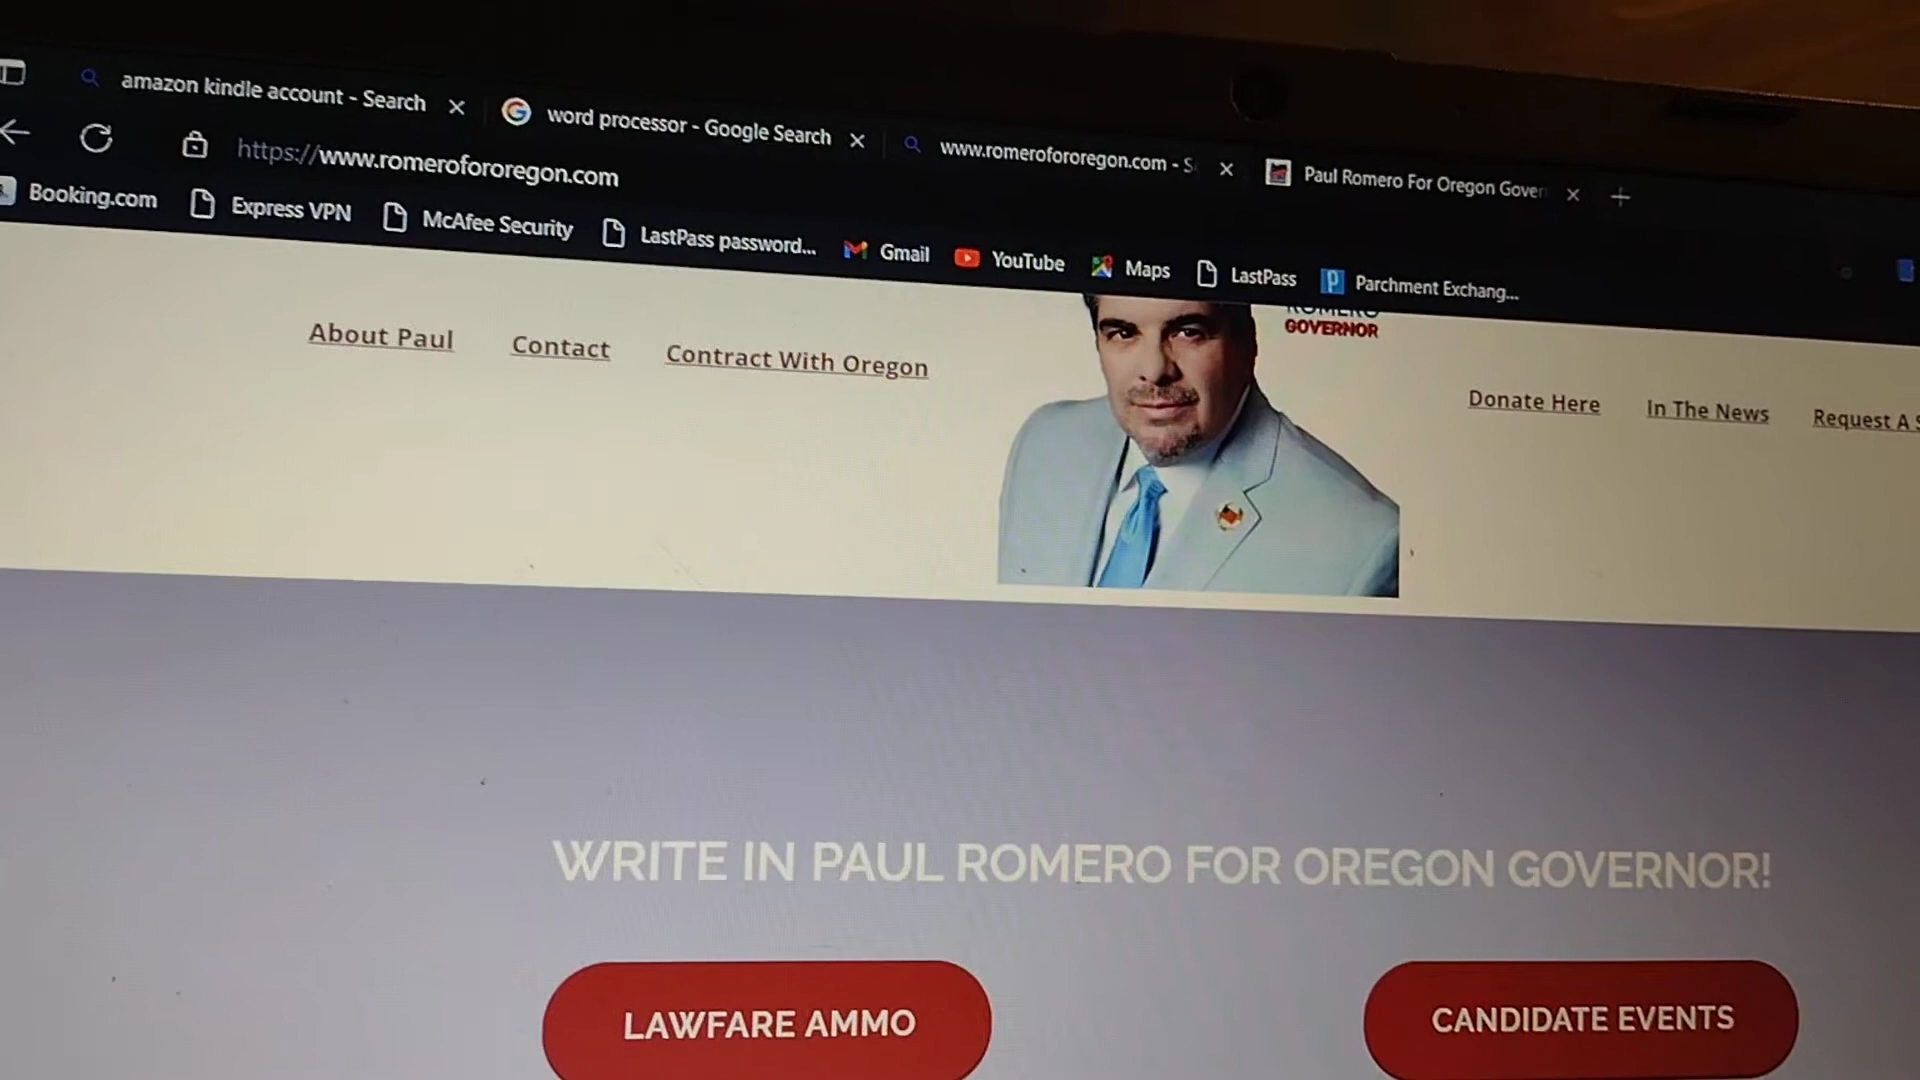 amazon kindle account - Search
word processor - Google Search
www.romerofororegon.com - S
Paul Romero For Oregon Gover
https://www.romerofororegon.com
Booking.com
Express VPN
McAfee Security
LastPass password...
Gmail
YouTube
Maps
LastPass
Parchment Exchang...
About Paul
Contact
Contract With Oregon
ROMERO
GOVERNOR
Donate Here
In The News
Request A S
WRITE IN PAUL ROMERO FOR OREGON GOVERNOR!
LAWFARE AMMO
CANDIDATE EVENTS